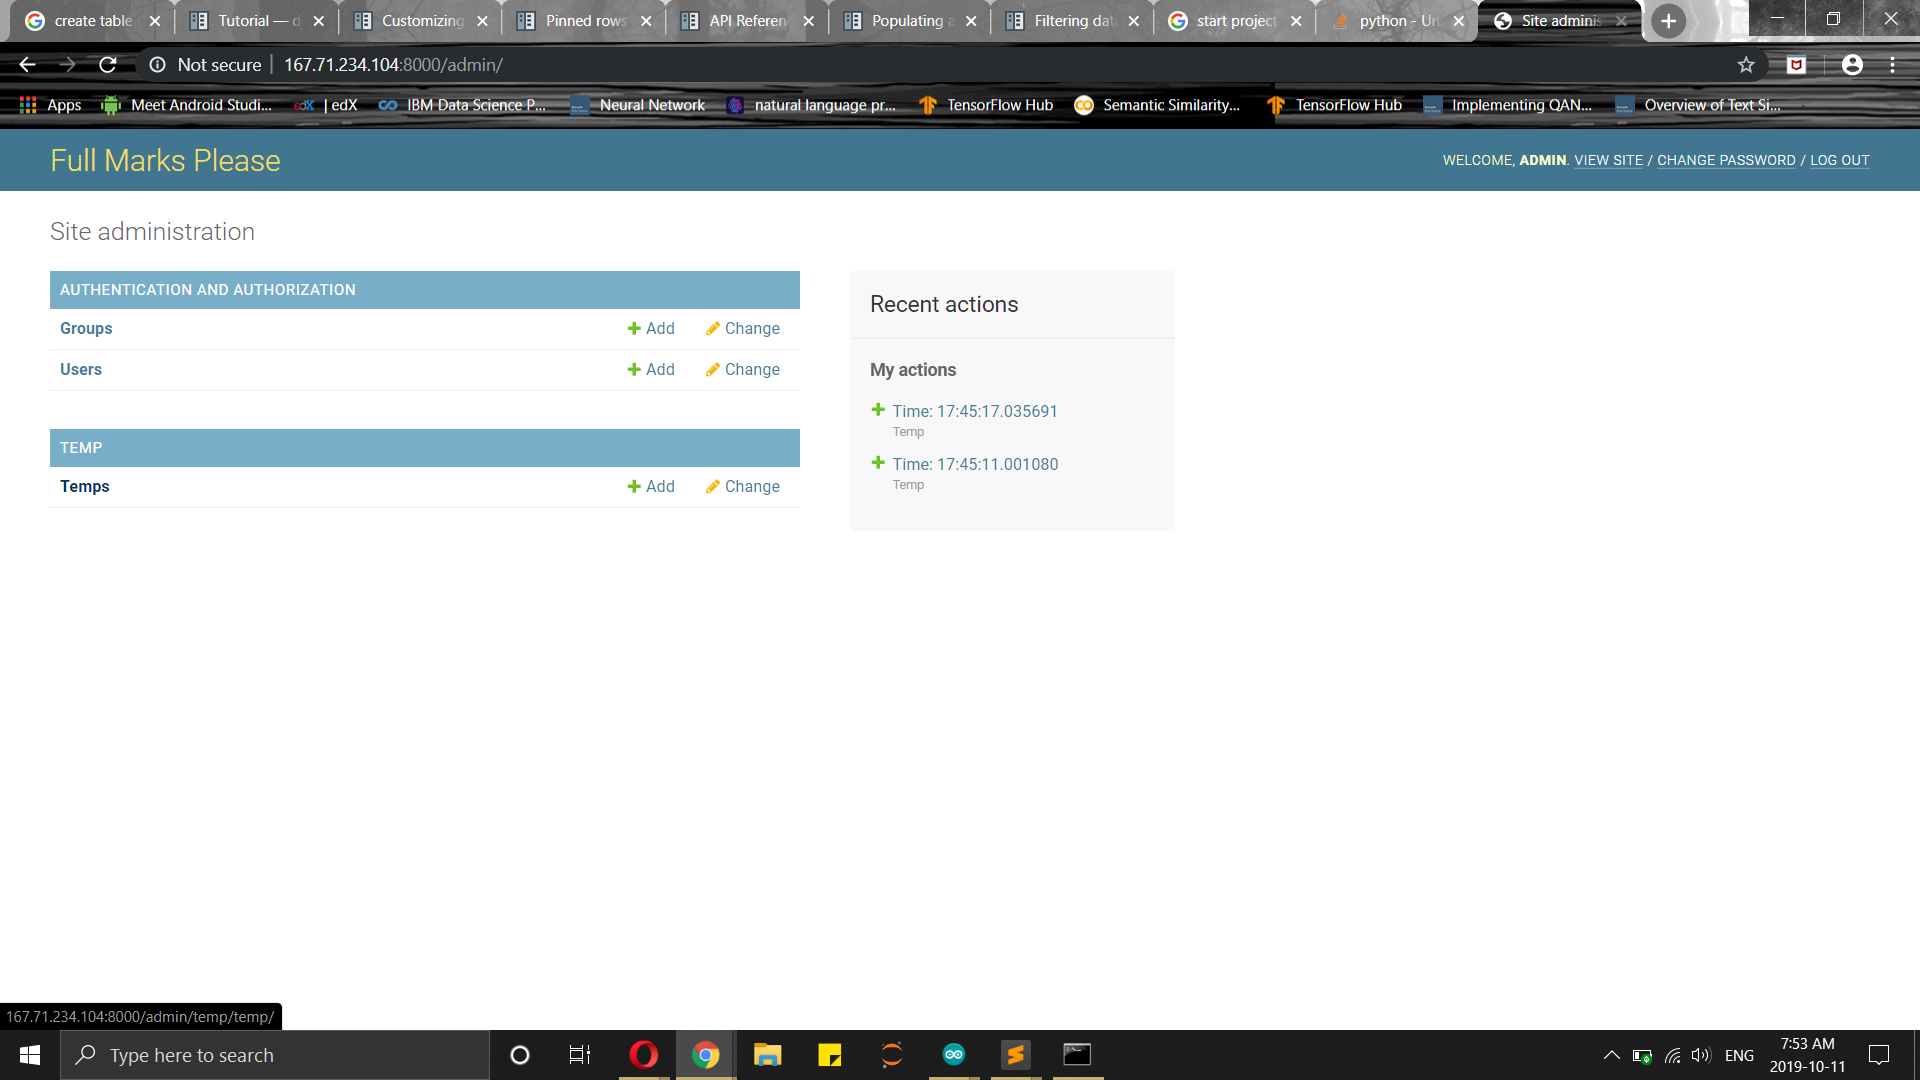 create table
Tutorial — d
Customizing
Pinned rows
API Referen
Populating a
Filtering dat
start project
python - Un
Site adminis
Not secure | 167.71.234.104:8000/admin/
Apps
Meet Android Studi...
edX | edX
IBM Data Science P...
Neural Network
natural language pr...
TensorFlow Hub
Semantic Similarity...
TensorFlow Hub
Implementing QAN...
Overview of Text Si...
Full Marks Please
WELCOME, ADMIN. VIEW SITE / CHANGE PASSWORD / LOG OUT
Site administration
AUTHENTICATION AND AUTHORIZATION
Groups Add Change
Users Add Change
TEMP
Temps Add Change
Recent actions
My actions
Time: 17:45:17.035691
Temp
Time: 17:45:11.001080
Temp
167.71.234.104:8000/admin/temp/temp/
Type here to search
ENG
7:53 AM
2019-10-11